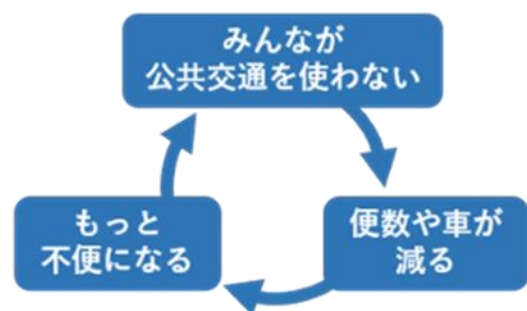 みんなが
公共交通を使わない
便数や車が
減る
もっと
不便になる